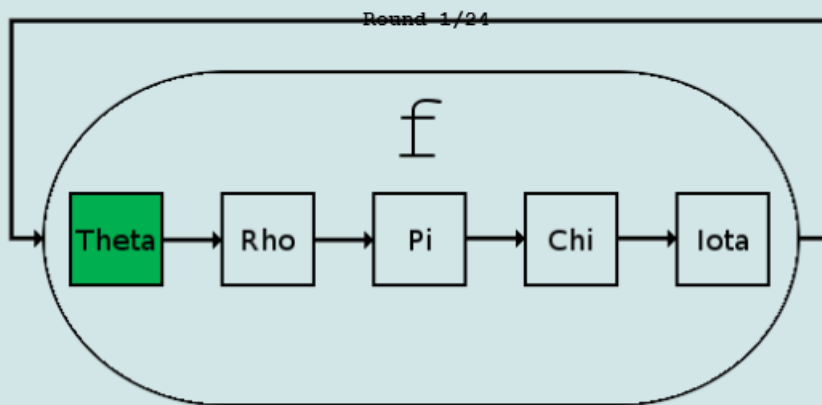 Round 1/24
f
Theta
Rho
Pi
Chi
Iota